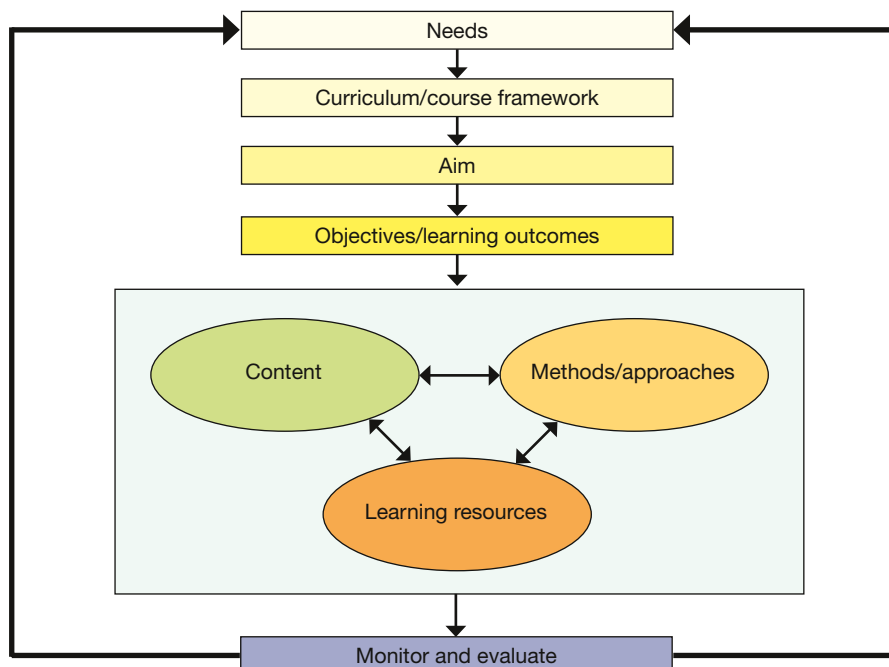 Needs
Curriculum/course framework
Aim
Objectives/learning outcomes
Content
Methods/approaches
Learning resources
Monitor and evaluate